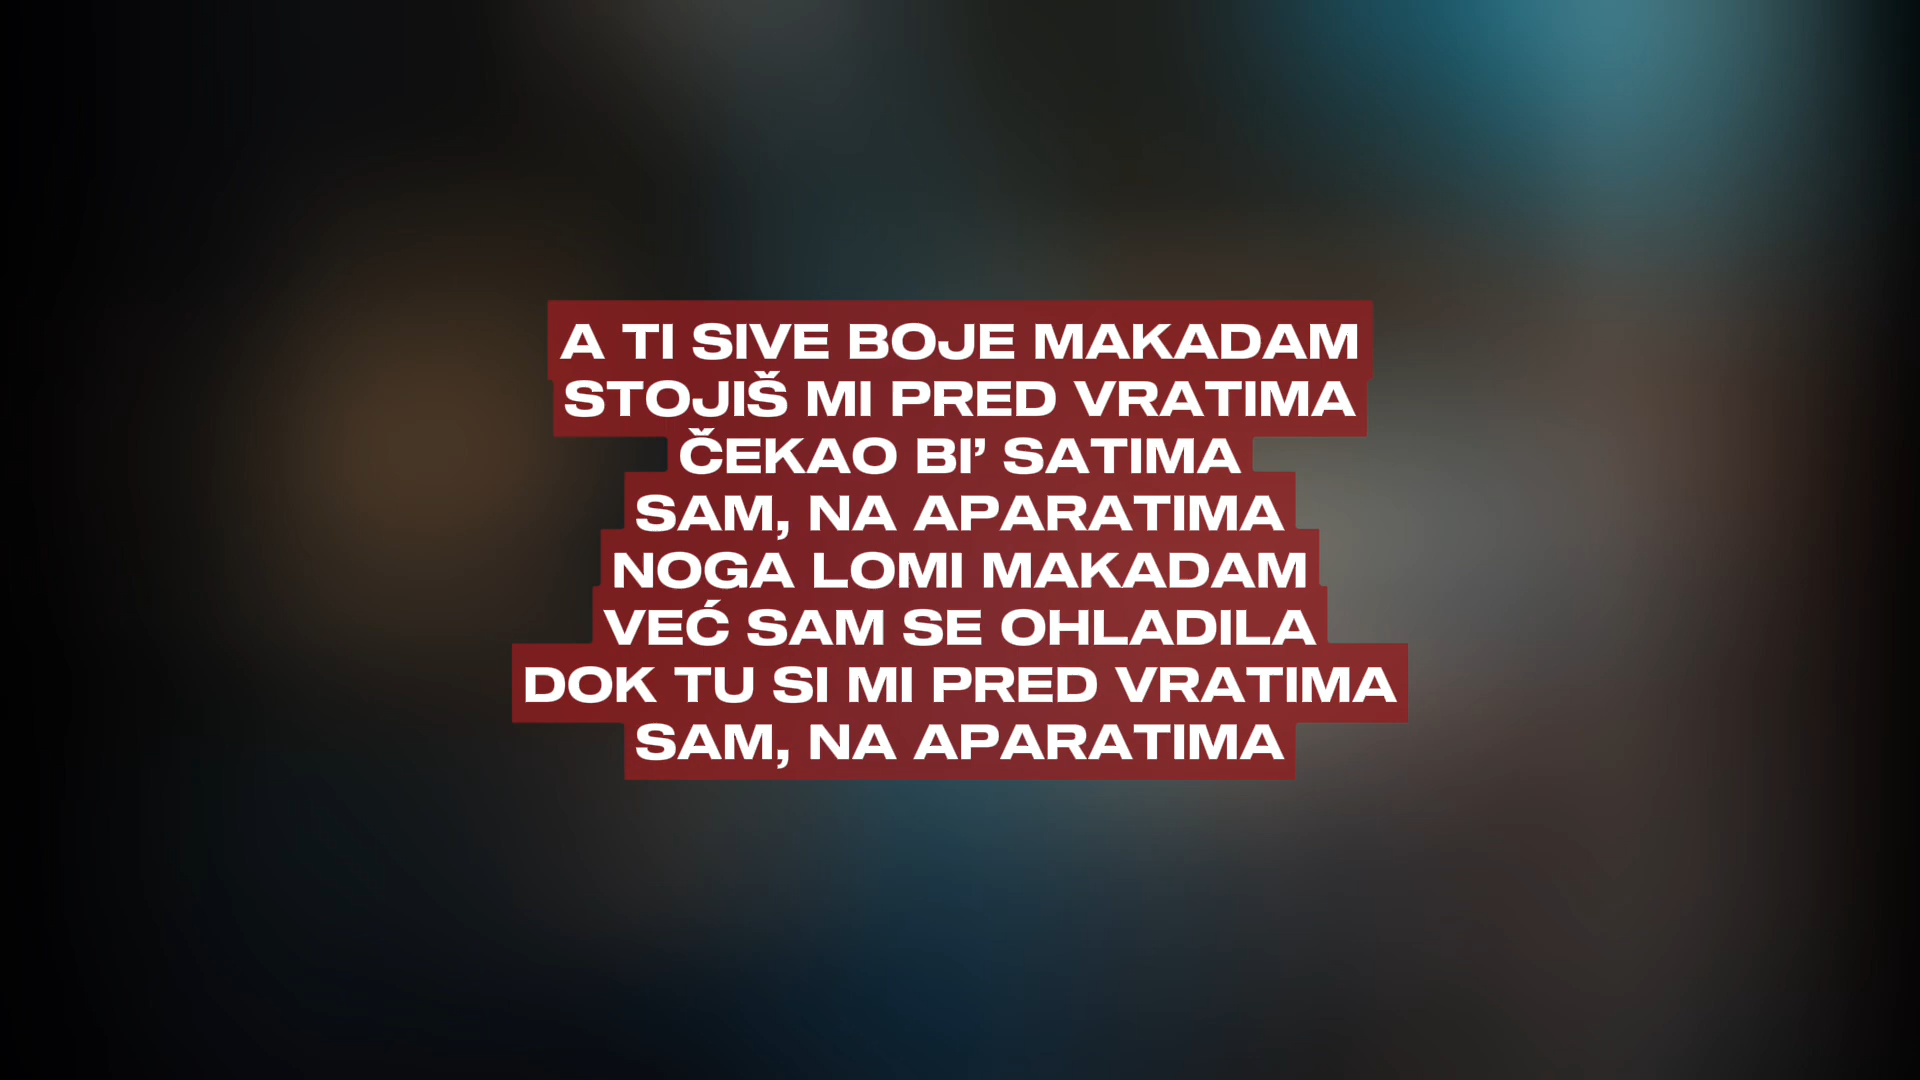 A TI SIVE BOJE MAKADAM
STOJIŠ MI PRED VRATIMA
ČEKAO BI’ SATIMA
SAM, NA APARATIMA
NOGA LOMI MAKADAM
VEĆ SAM SE OHLADILA
DOK TU SI MI PRED VRATIMA
SAM, NA APARATIMA